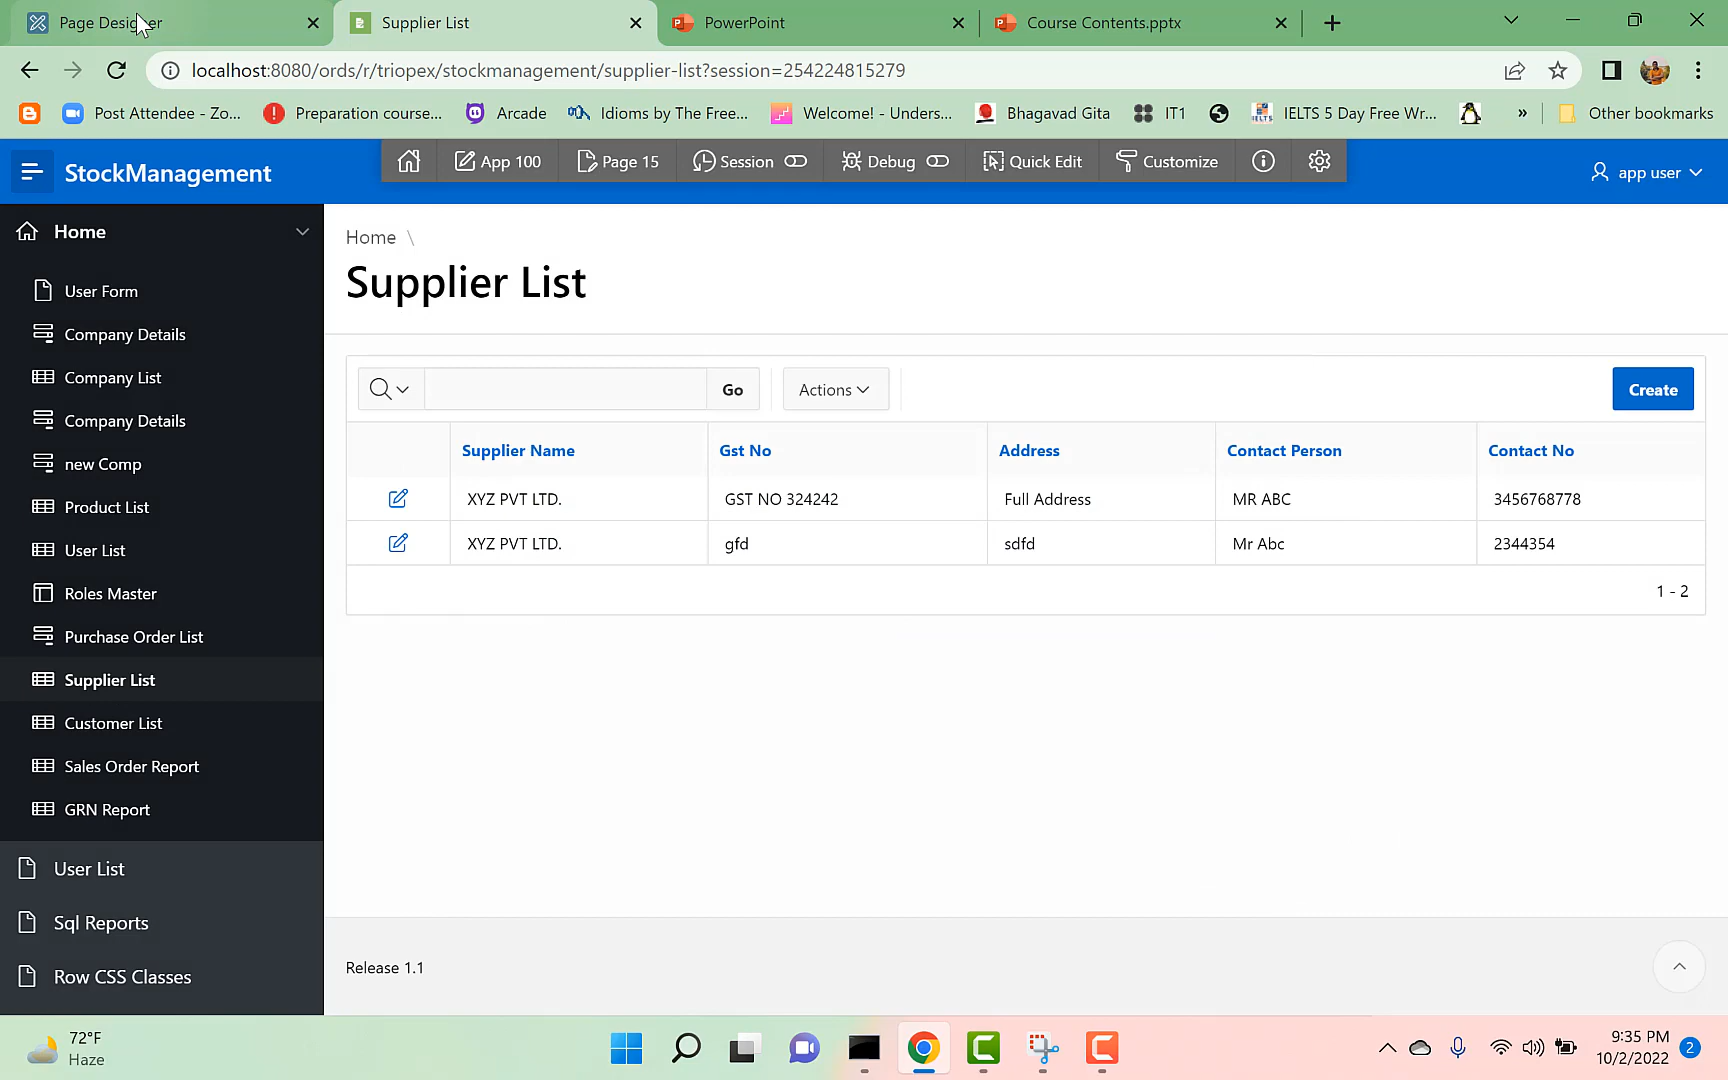 Page Designer
Supplier List
PowerPoint
Course Contents.pptx
localhost:8080/ords/r/triopex/stockmanagement/supplier-list?session=254224815279
Post Attendee - Zo...
Preparation course...
Arcade
Idioms by The Free...
Welcome! - Unders...
Bhagavad Gita
IT1
IELTS 5 Day Free Wr...
»
Other bookmarks
StockManagement
App 100
Page 15
Session
Debug
Quick Edit
Customize
app user
Home
User Form
Company Details
Company List
Company Details
new Comp
Product List
User List
Roles Master
Purchase Order List
Supplier List
Customer List
Sales Order Report
GRN Report
User List
Sql Reports
Row CSS Classes
Home \
Supplier List
Go
Actions
Create
Supplier Name Gst No Address Contact Person Contact No
XYZ PVT LTD. GST NO 324242 Full Address MR ABC 3456768778
XYZ PVT LTD. gfd sdfd Mr Abc 2344354
1 - 2
Release 1.1
72°F
Haze
9:35 PM
10/2/2022
2